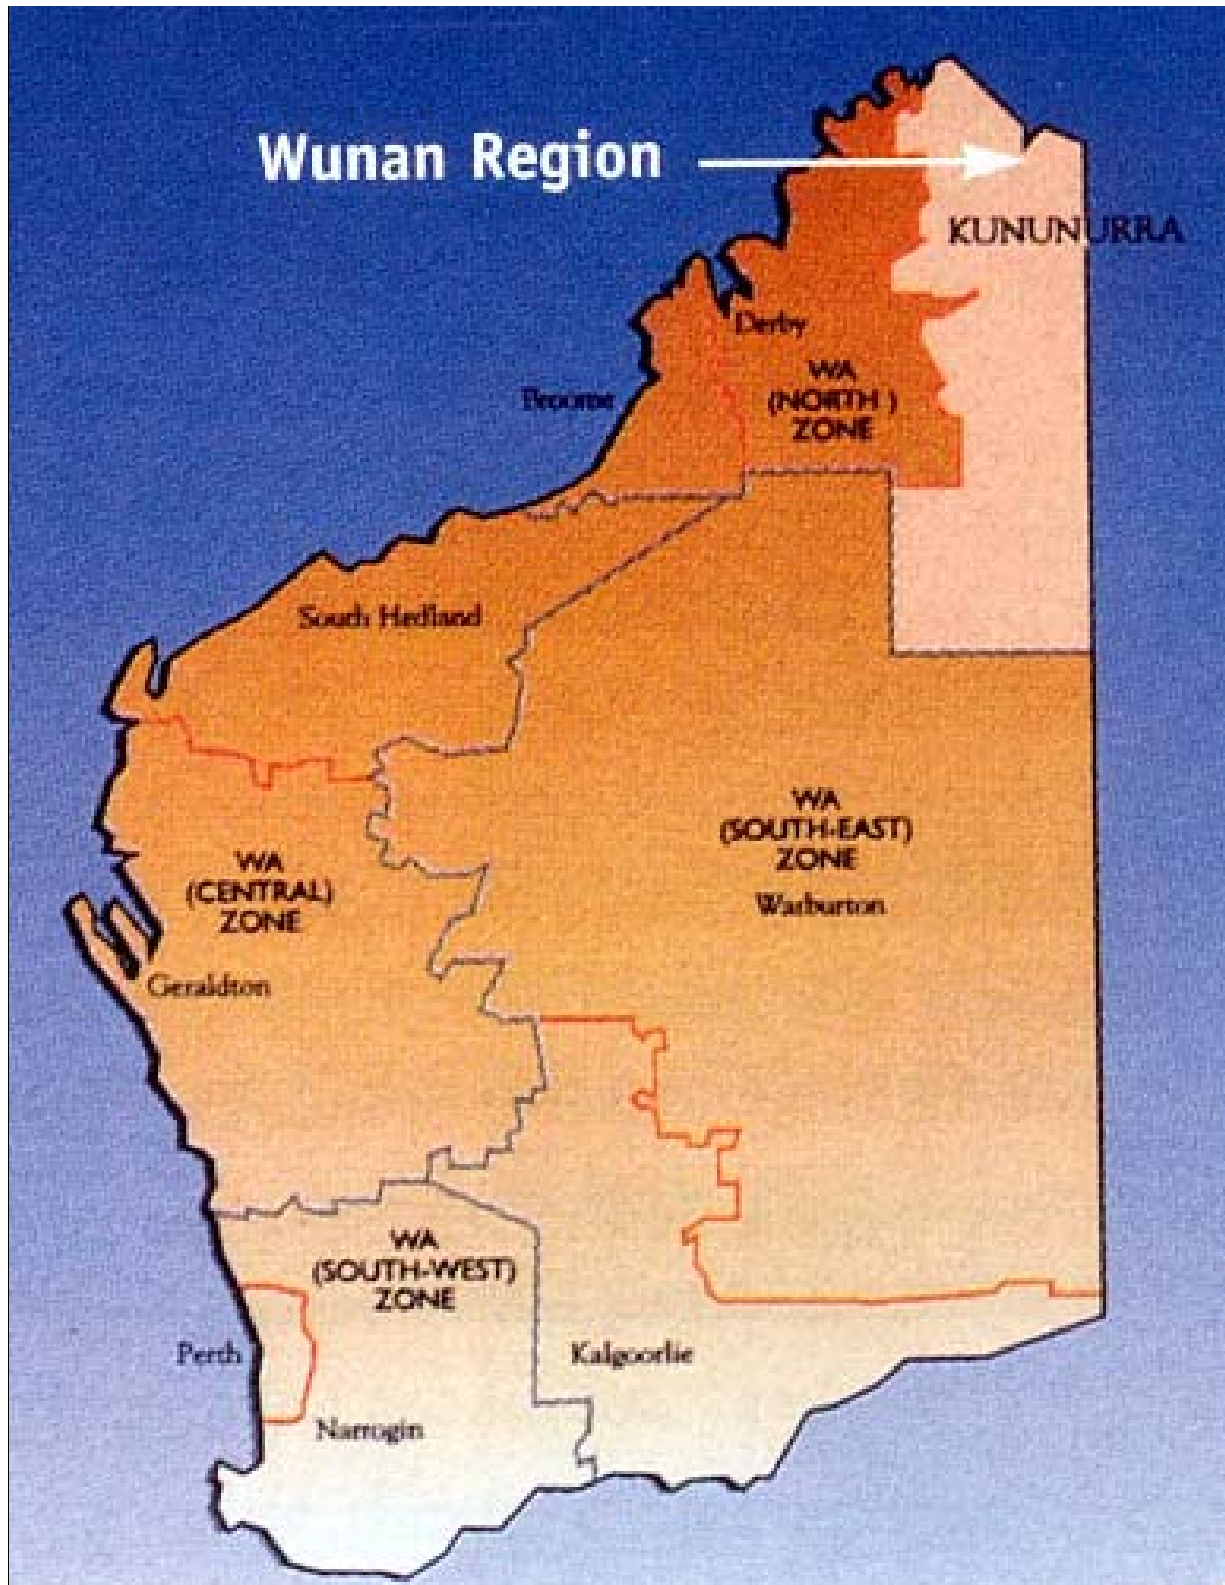 Wunan Region
KUNUNURRA
Derby
WA
(NORTH )
ZONE
Broome
South Hedland
WA
(SOUTH-EAST)
ZONE
Warburton
WA
(CENTRAL)
ZONE
Geraldton
WA
(SOUTH-WEST)
ZONE
Perth
Kalgoorlie
Narrogin